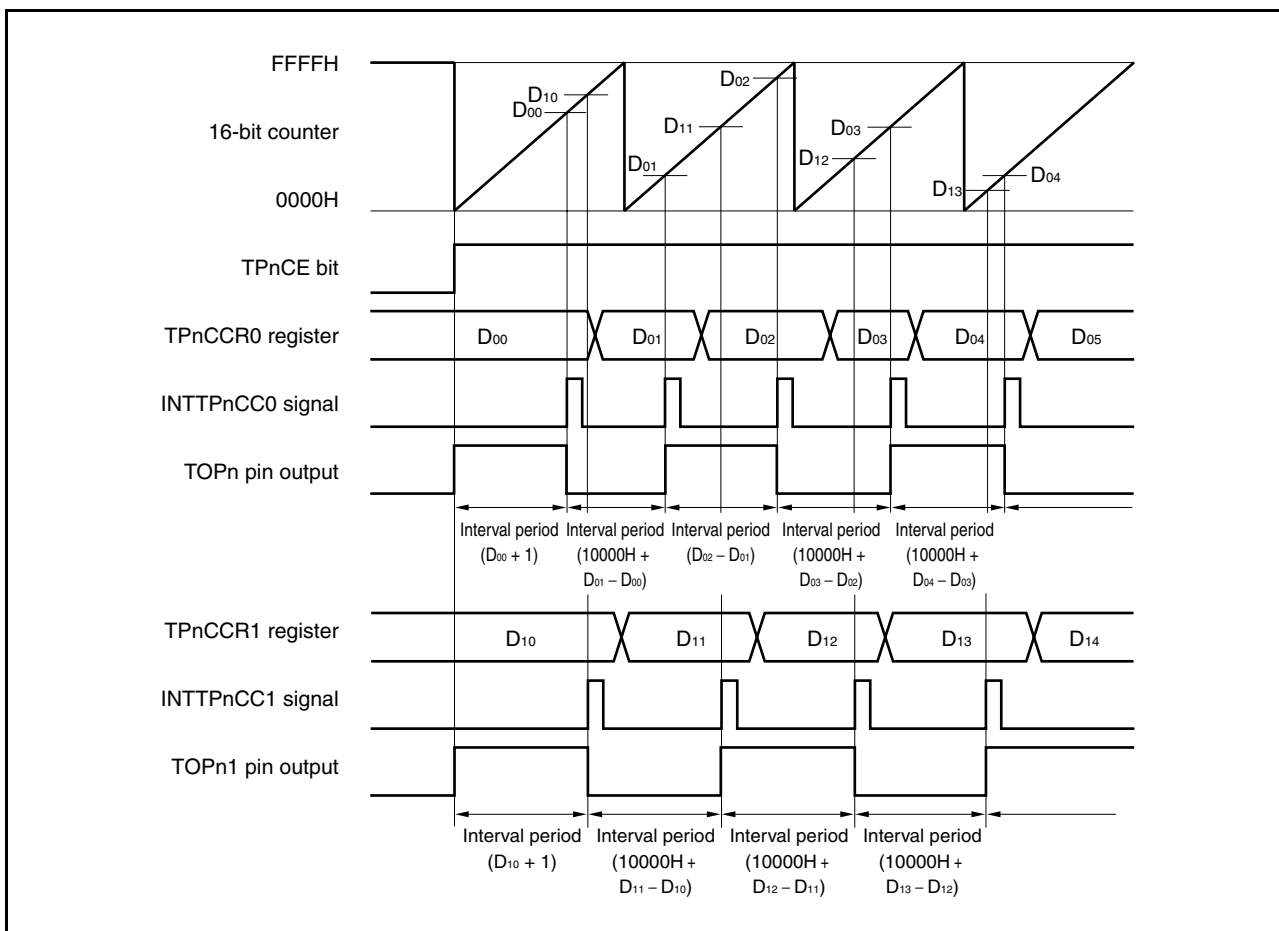 FFFFH
16-bit counter
0000H
D10
D00
D01
D11
D02
D12
D03
D13
D04
TPnCE bit
TPnCCR0 register
D00
D01
D02
D03
D04
D05
INTTPnCC0 signal
TOPn pin output
Interval period
(D00 + 1)
Interval period
(10000H +
D01 – D00)
Interval period
(D02 – D01)
Interval period
(10000H +
D03 – D02)
Interval period
(10000H +
D04 – D03)
TPnCCR1 register
D10
D11
D12
D13
D14
INTTPnCC1 signal
TOPn1 pin output
Interval period
(D10 + 1)
Interval period
(10000H +
D11 – D10)
Interval period
(10000H +
D12 – D11)
Interval period
(10000H +
D13 – D12)